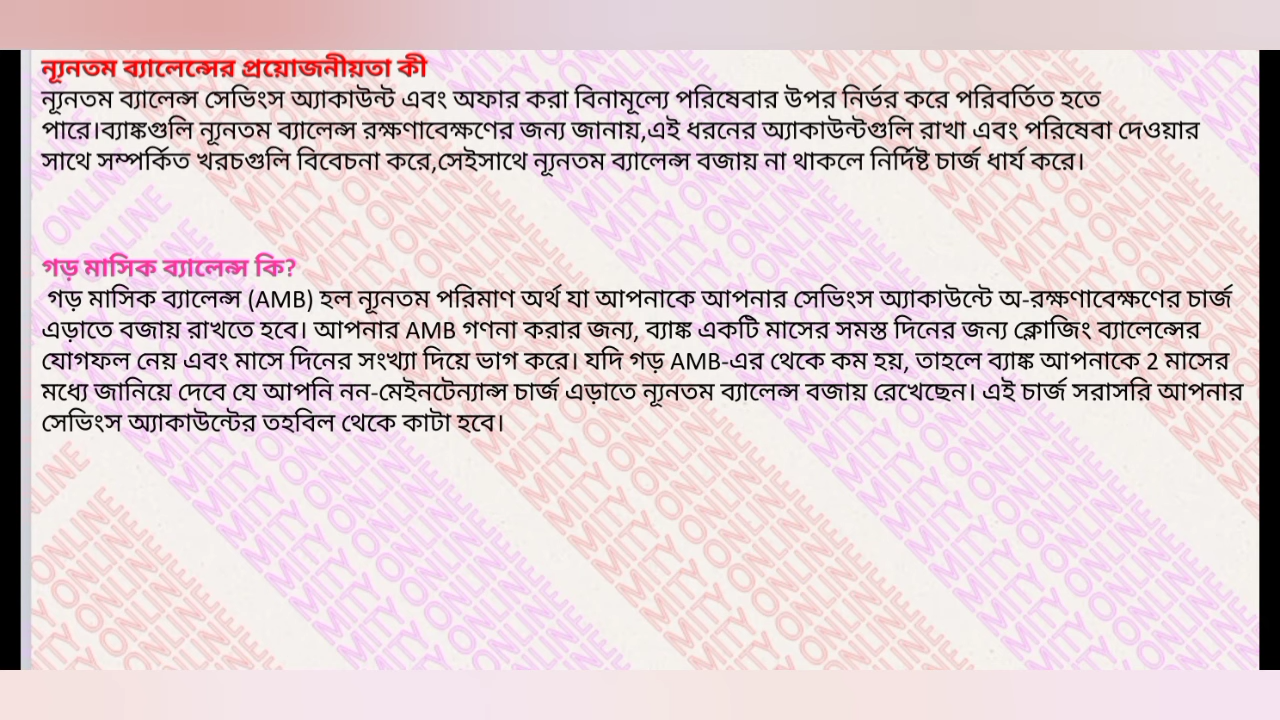 ন্যূনতম ব্যালেন্সের প্রয়োজনীয়তা কী
ন্যূনতম ব্যালেন্স সেভিংস অ্যাকাউন্ট এবং অফার করা বিনামূল্যে পরিষেবার উপর নির্ভর করে পরিবর্তিত হতে
পারে।ব্যাঙ্কগুলি ন্যূনতম ব্যালেন্স রক্ষণাবেক্ষণের জন্য জানায়,এই ধরনের অ্যাকাউন্টগুলি রাখা এবং পরিষেবা দেওয়ার
সাথে সম্পর্কিত খরচগুলি বিবেচনা করে,সেইসাথে ন্যূনতম ব্যালেন্স বজায় না থাকলে নির্দিষ্ট চার্জ ধার্য করে।
গড় মাসিক ব্যালেন্স কি?
গড় মাসিক ব্যালেন্স (AMB) হল ন্যূনতম পরিমাণ অর্থ যা আপনাকে আপনার সেভিংস অ্যাকাউন্টে অ-রক্ষণাবেক্ষণের চার্জ
এড়াতে বজায় রাখতে হবে। আপনার AMB গণনা করার জন্য, ব্যাঙ্ক একটি মাসের সমস্ত দিনের জন্য ক্লোজিং ব্যালেন্সের
যোগফল নেয় এবং মাসে দিনের সংখ্যা দিয়ে ভাগ করে। যদি গড় AMB-এর থেকে কম হয়, তাহলে ব্যাঙ্ক আপনাকে 2 মাসের
মধ্যে জানিয়ে দেবে যে আপনি নন-মেইনটেন্যান্স চার্জ এড়াতে ন্যূনতম ব্যালেন্স বজায় রেখেছেন। এই চার্জ সরাসরি আপনার
সেভিংস অ্যাকাউন্টের তহবিল থেকে কাটা হবে।
MITY ONLINE